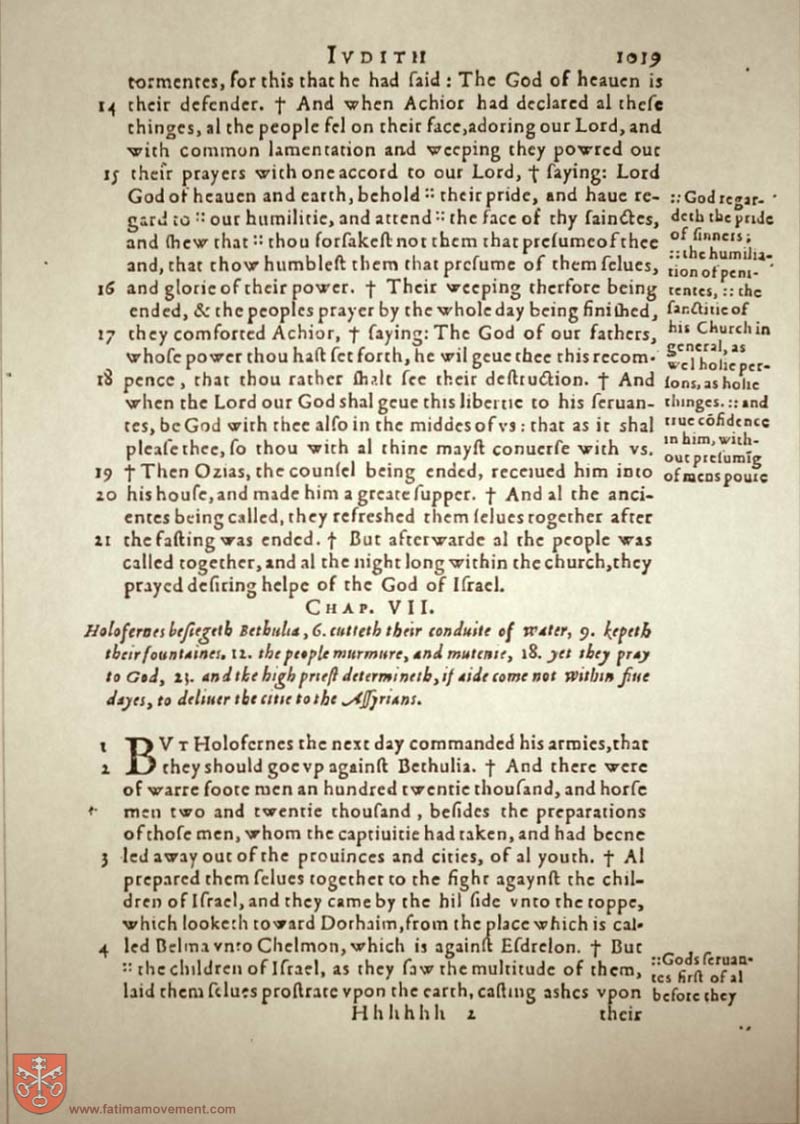 IVDITH 1019
tormentes, for this that he had ſaid : The God of heauen is
14 their defender. † And when Achior had declared al theſe
thinges, al the people fel on their face, adoring our Lord, and
with common lamentation and weeping they powred out
15 their prayers with one accord to our Lord, † ſaying: Lord
God of heauen and earth, behold :: their pride, and haue re-
gard to :: our humilitie, and attend :: the face of thy ſainctes,
and ſhew that :: thou forſakeſt not them that preſume of thee
and, that thow humbleſt them that preſume of them ſelues,
16 and glorie of their power. † Their weeping therfore being
ended, & the peoples prayer by the whole day being finiſhed,
17 they comforted Achior, † ſaying: The God of our fathers,
whoſe power thou haſt ſet forth, he wil geue thee this recom-
18 pence, that thou rather ſhalt ſee their deſtruction. † And
when the Lord our God shal geue this libertie to his ſeruan-
tes, be God with thee alſo in the middes of vs: that as it shal
pleaſe thee, ſo thou with al thine mayſt conuerſe with vs.
19 † Then Ozias, the counſel being ended, receiued him into
20 his houſe, and made him a greate ſupper. † And al the anci-
entes being called, they refreshed them ſelues together after
21 the faſting was ended. † But afterwarde al the people was
called together, and al the night long within the church, they
prayed deſiring helpe of the God of Iſrael.
:: God regar-
deth the pride
of ſinners;
:: the humilia-
tion of peni-
tentes, :: the
ſanctitie of
his Church in
general, as
wel holie per-
ſons, as holie
thinges. :: and
true cōfidence
in him, with-
out preſumīg
of mens powre
CHAP. VII.
Holofernes beſiegeth Bethulia, 6. cutteth their conduite of water, 9. kepeth
their fountaines. 12. the people murmure, and mutenie, 18. yet they pray
to God, 23. and the high prieſt determineth, if aide come not within fiue
dayes, to deliuer the citie to the Aſſyrians.
1 BVT Holofernes the next day commanded his armies, that
2 they should goe vp againſt Bethulia. † And there were
of warre foote men an hundred twentie thouſand, and horſe
men two and twentie thouſand, beſides the preparations
of thoſe men, whom the captiuitie had taken, and had beene
3 led away out of the prouinces and cities, of al youth. † Al
prepared them ſelues together to the fight agaynſt the chil-
dren of Iſrael, and they came by the hil ſide vnto the toppe,
which looketh toward Dothaim, from the place which is cal-
4 led Belma vnto Chelmon, which is againſt Eſdrelon. † But
:: the children of Iſrael, as they ſaw the multitude of them,
laid them ſelues proſtrate vpon the earth, caſting ashes vpon
:: Gods ſeruan-
tes firſt of al
before they
Hhhhhh 2 their
www.fatimamovement.com